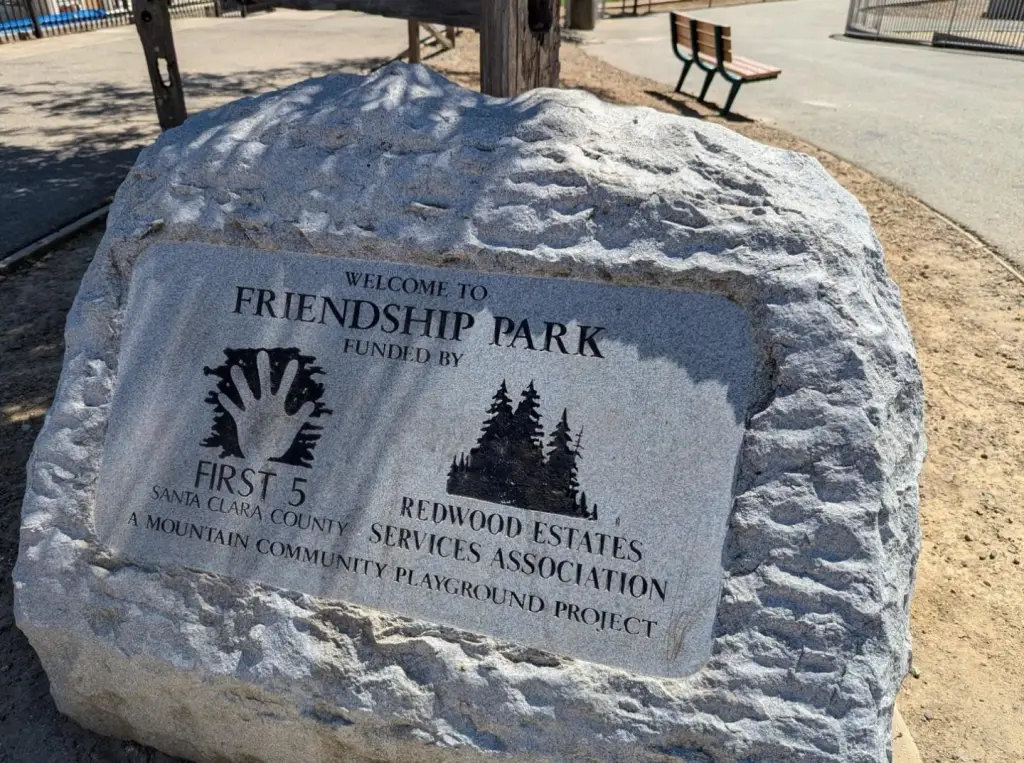 WELCOME TO
FRIENDSHIP PARK
FUNDED BY
FIRST 5
SANTA CLARA COUNTY
REDWOOD ESTATES
SERVICES ASSOCIATION
A MOUNTAIN COMMUNITY PLAYGROUND PROJECT